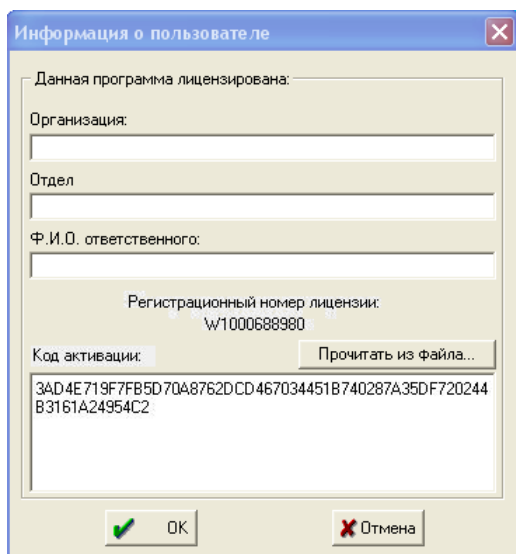 Информация о пользователе
Данная программа лицензирована:
Организация:
Отдел
Ф.И.О. ответственного:
Регистрационный номер лицензии:
W1000688980
Код активации:
Прочитать из файла...
3AD4E719F7FB5D70A8762DCD467034451B740287A35DF720244
B3161A24954C2
OK
Отмена